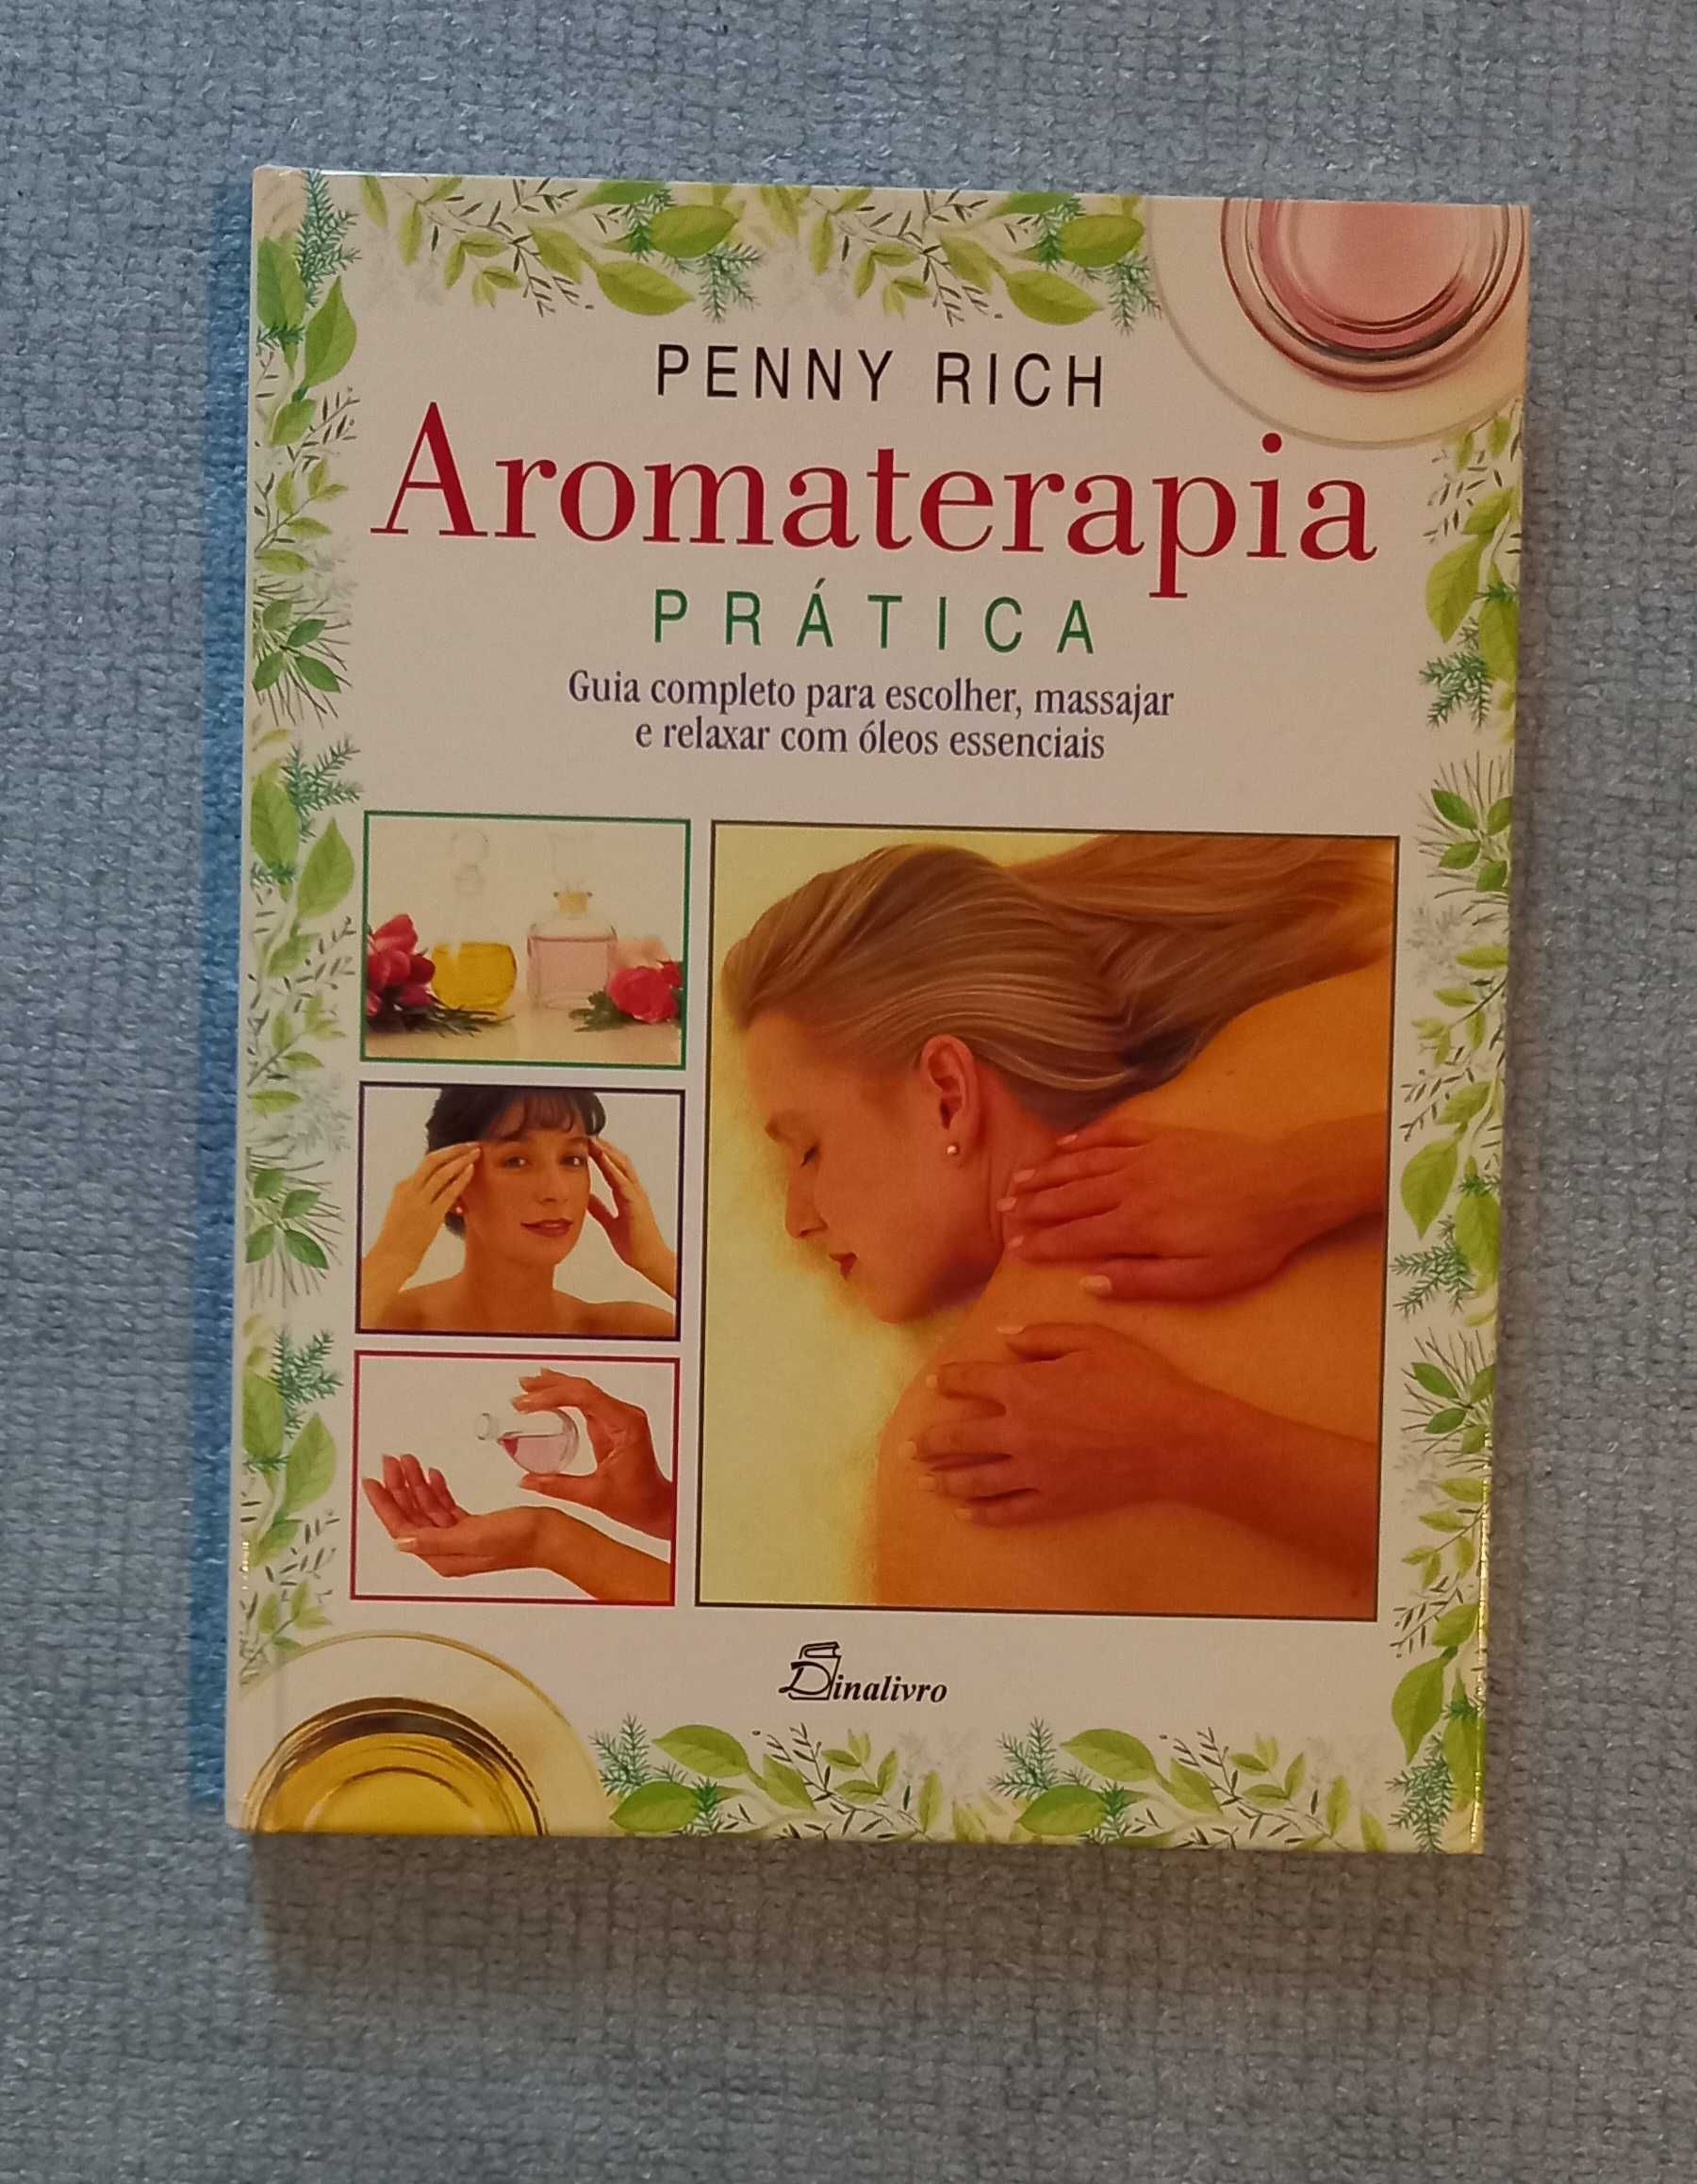 PENNY RICH
Aromaterapia
PRÁTICA
Guia completo para escolher, massajar
e relaxar com óleos essenciais
Dinalivro